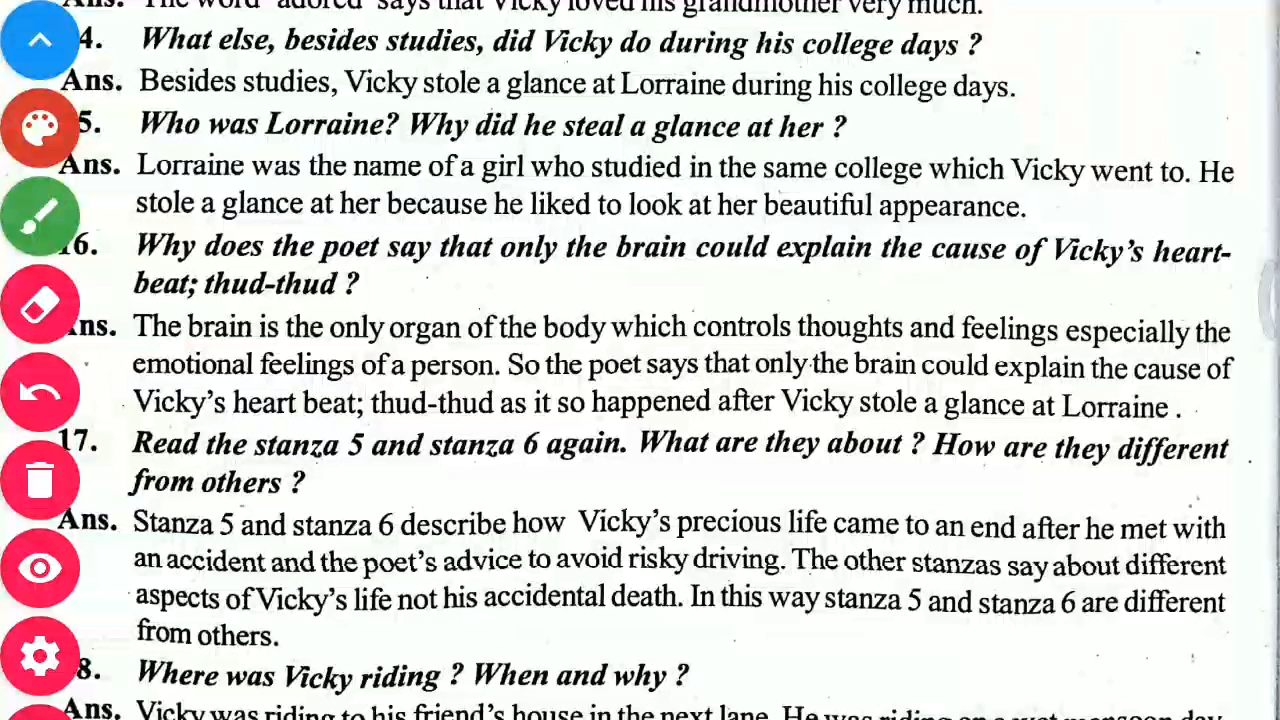 Ans. The word 'adored' says that Vicky loved his grandmother very much.
4. What else, besides studies, did Vicky do during his college days ?
Ans. Besides studies, Vicky stole a glance at Lorraine during his college days.
5. Who was Lorraine? Why did he steal a glance at her ?
Ans. Lorraine was the name of a girl who studied in the same college which Vicky went to. He
stole a glance at her because he liked to look at her beautiful appearance.
16. Why does the poet say that only the brain could explain the cause of Vicky's heart-
beat; thud-thud ?
Ans. The brain is the only organ of the body which controls thoughts and feelings especially the
emotional feelings of a person. So the poet says that only the brain could explain the cause of
Vicky's heart beat; thud-thud as it so happened after Vicky stole a glance at Lorraine .
17. Read the stanza 5 and stanza 6 again. What are they about ? How are they different
from others ?
Ans. Stanza 5 and stanza 6 describe how Vicky's precious life came to an end after he met with
an accident and the poet's advice to avoid risky driving. The other stanzas say about different
aspects of Vicky's life not his accidental death. In this way stanza 5 and stanza 6 are different
from others.
8. Where was Vicky riding ? When and why ?
Ans. Vicky was riding to his friend's house in the next lane. He was riding on a wet monsoon day